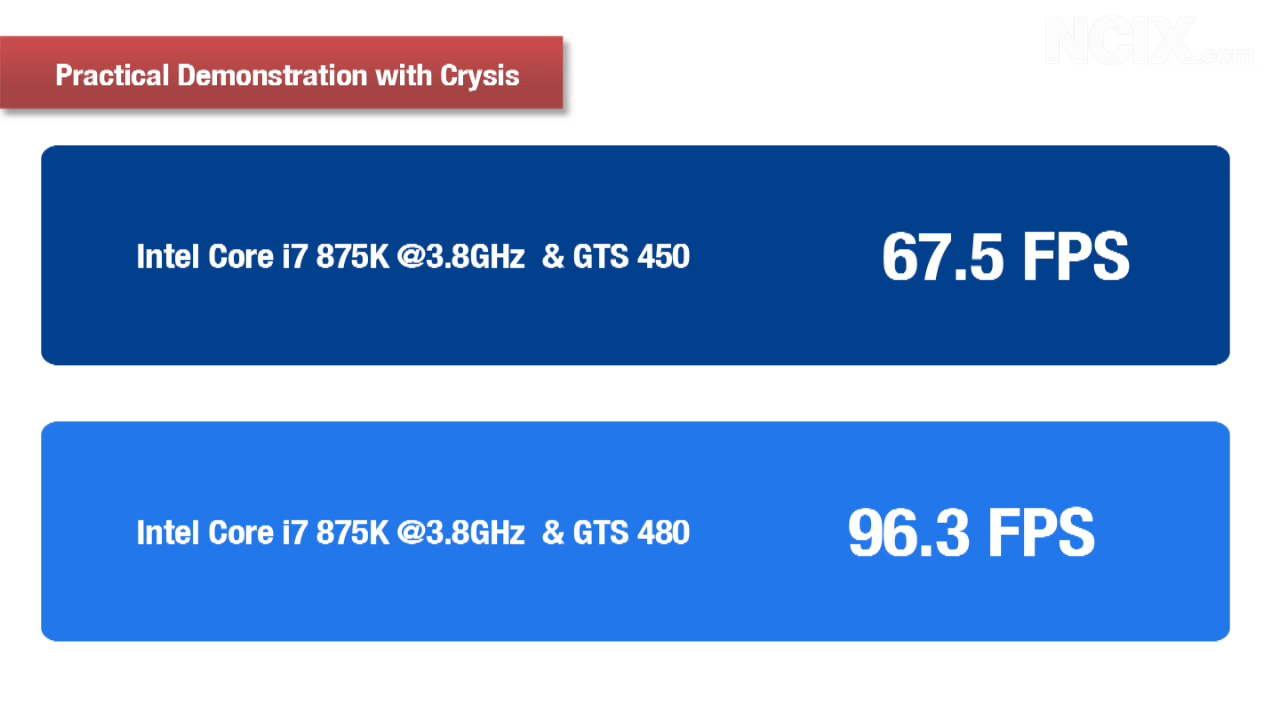 NCIX.com
Practical Demonstration with Crysis
Intel Core i7 875K @3.8GHz & GTS 450
67.5 FPS
Intel Core i7 875K @3.8GHz & GTS 480
96.3 FPS